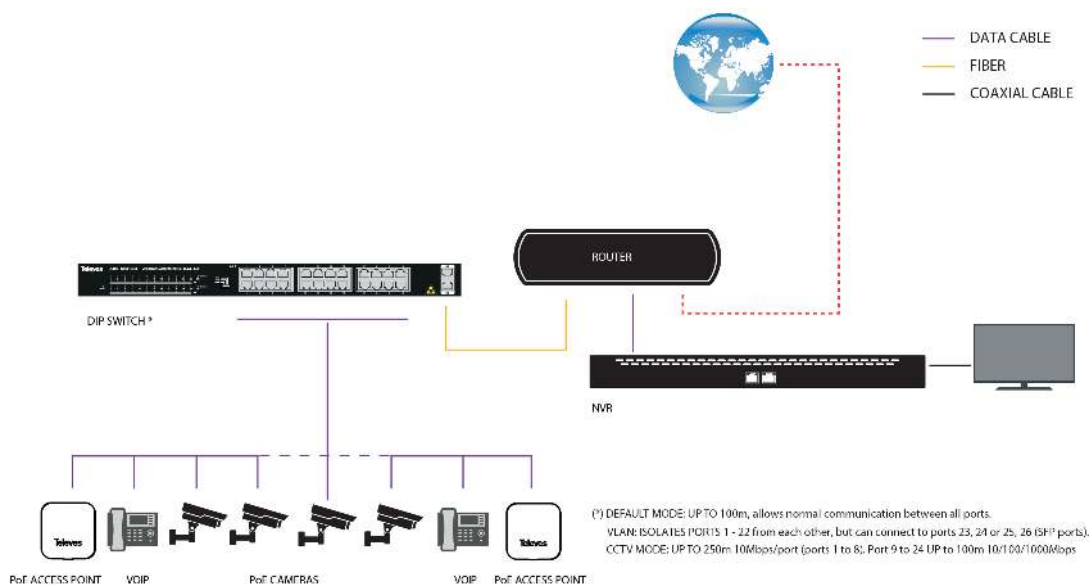 DATA CABLE
FIBER
COAXIAL CABLE
ROUTER
Televes
DIP SWITCH *
NVR
Televes
Televes
PoE ACCESS POINT
VOIP
PoE CAMERAS
VOIP
PoE ACCESS POINT
(*) DEFAULT MODE: UP TO 100m, allows normal communication between all ports.
VLAN: ISOLATES PORTS 1 - 22 from each other, but can connect to ports 23, 24 or 25, 26 (SFP ports).
CCTV MODE: UP TO 250m 10Mbps/port (ports 1 to 8). Port 9 to 24 UP to 100m 10/100/1000Mbps